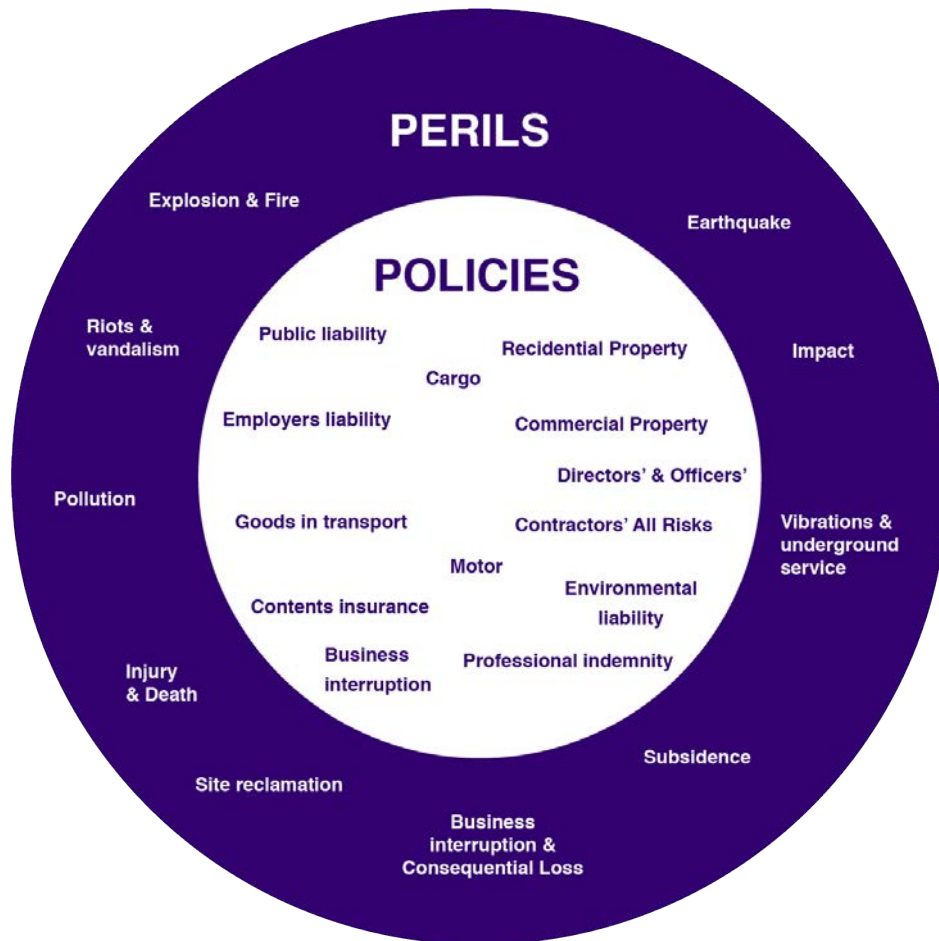 PERILS
Explosion & Fire
Earthquake
Riots &
vandalism
Impact
Pollution
Vibrations &
underground
service
Injury
& Death
Site reclamation
Subsidence
Business
interruption &
Consequential Loss
POLICIES
Public liability
Recidential Property
Cargo
Employers liability
Commercial Property
Directors’ & Officers’
Goods in transport
Contractors’ All Risks
Motor
Environmental
liability
Contents insurance
Business
interruption
Professional indemnity